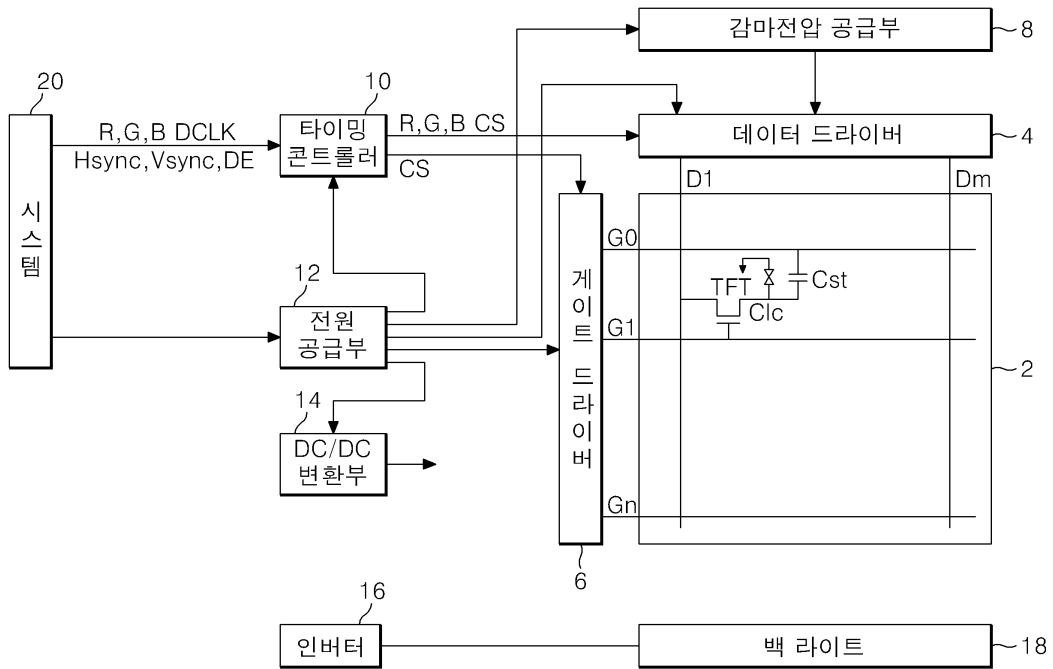 감마전압 공급부
8
20
10
R,G,B DCLK
Hsync,Vsync,DE
타이밍
콘트롤러
R,G,B CS
CS
데이터 드라이버
4
D1
Dm
시스템
G0
TFT
Cst
Clc
G1
12
전원
공급부
게이트 드라이버
2
14
DC/DC
변환부
Gn
6
16
인버터
백 라이트
18